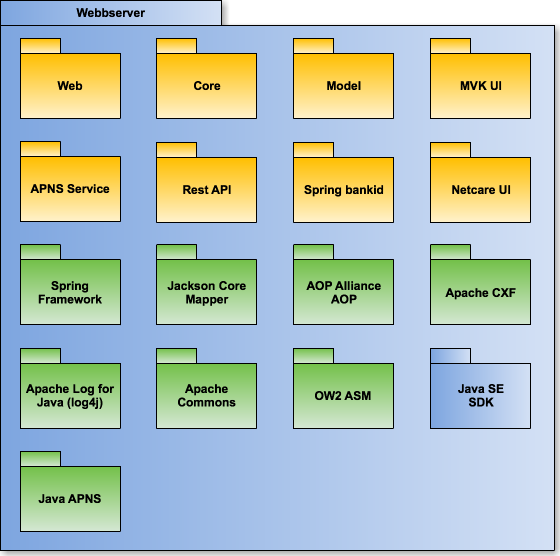 Webbserver
Web
Core
Model
MVK UI
APNS Service
Rest API
Spring bankid
Netcare UI
Spring
Framework
Jackson Core
Mapper
AOP Alliance
AOP
Apache CXF
Apache Log for
Java (log4j)
Apache
Commons
OW2 ASM
Java SE
SDK
Java APNS